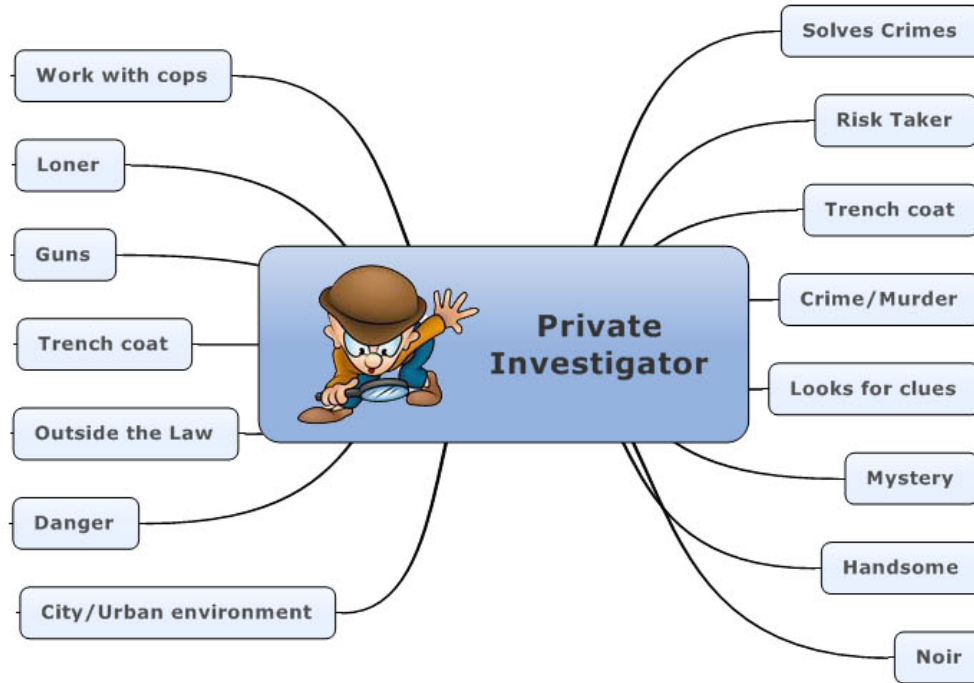 Solves Crimes
Work with cops
Risk Taker
Loner
Trench coat
Guns
Crime/Murder
Private
Investigator
Trench coat
Looks for clues
Outside the Law
Mystery
Danger
Handsome
City/Urban environment
Noir